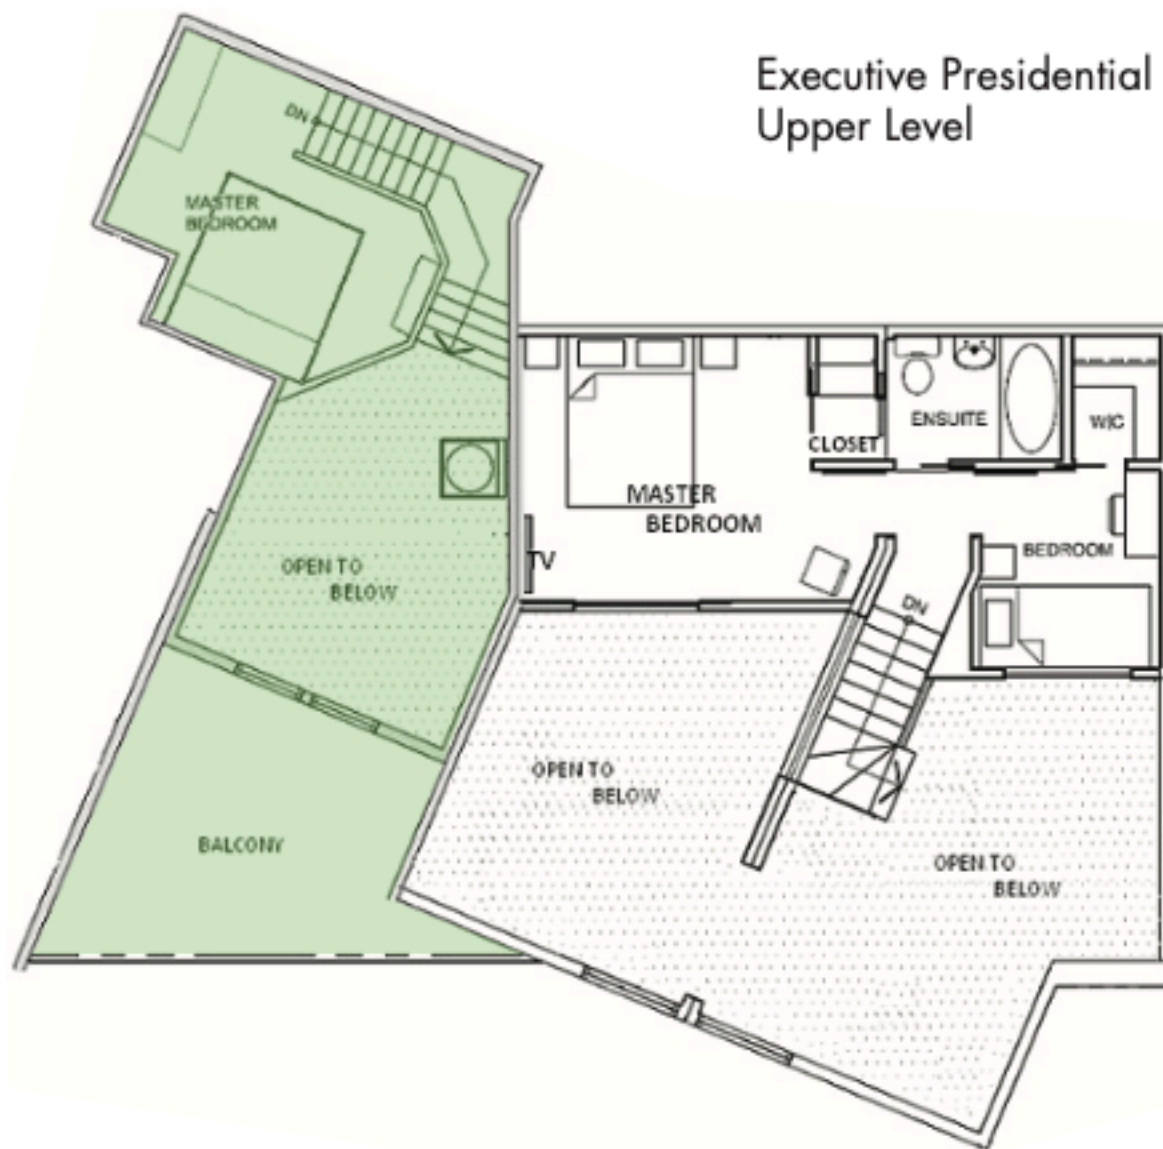 Executive Presidential
Upper Level
DN
MASTER
BEDROOM
ENSUITE
W/C
CLOSET
MASTER
BEDROOM
BEDROOM
TV
OPEN TO
BELOW
DN
OPEN TO
BELOW
BALCONY
OPEN TO
BELOW